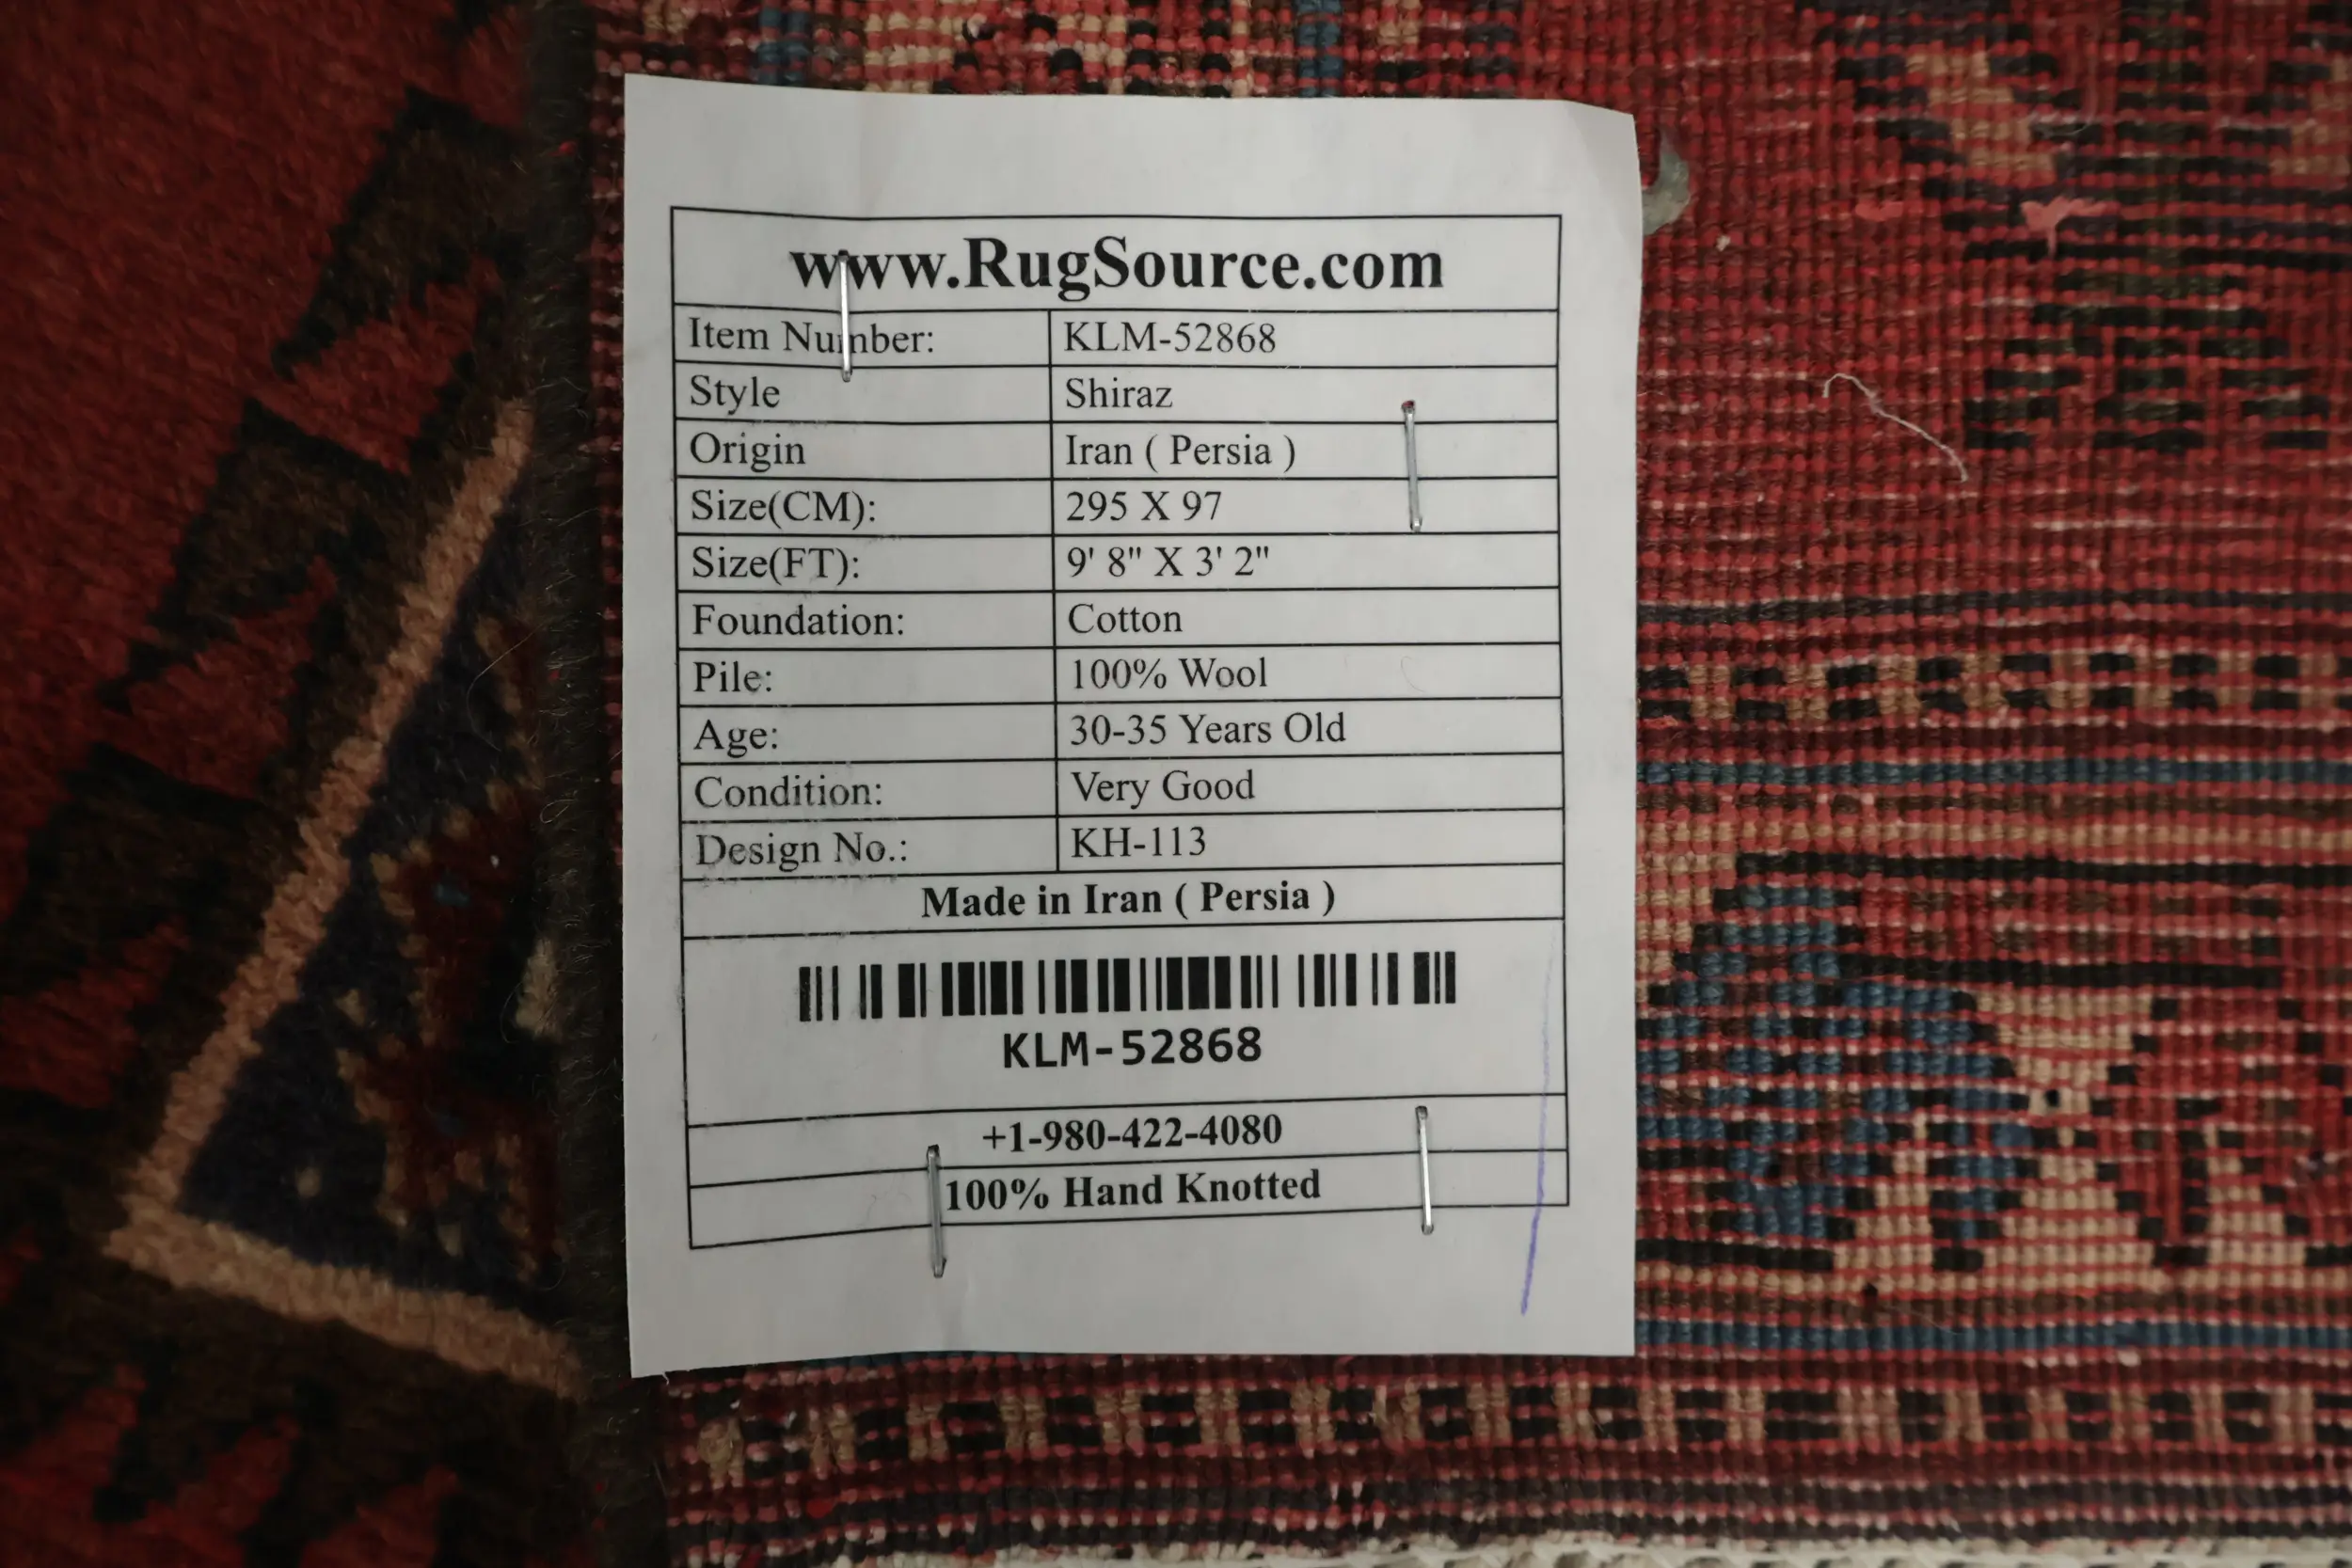 www.RugSource.com
Item Number: KLM-52868
Style Shiraz
Origin Iran ( Persia )
Size(CM): 295 X 97
Size(FT): 9' 8" X 3' 2"
Foundation: Cotton
Pile: 100% Wool
Age: 30-35 Years Old
Condition: Very Good
Design No.: KH-113
Made in Iran ( Persia )
KLM-52868
+1-980-422-4080
100% Hand Knotted